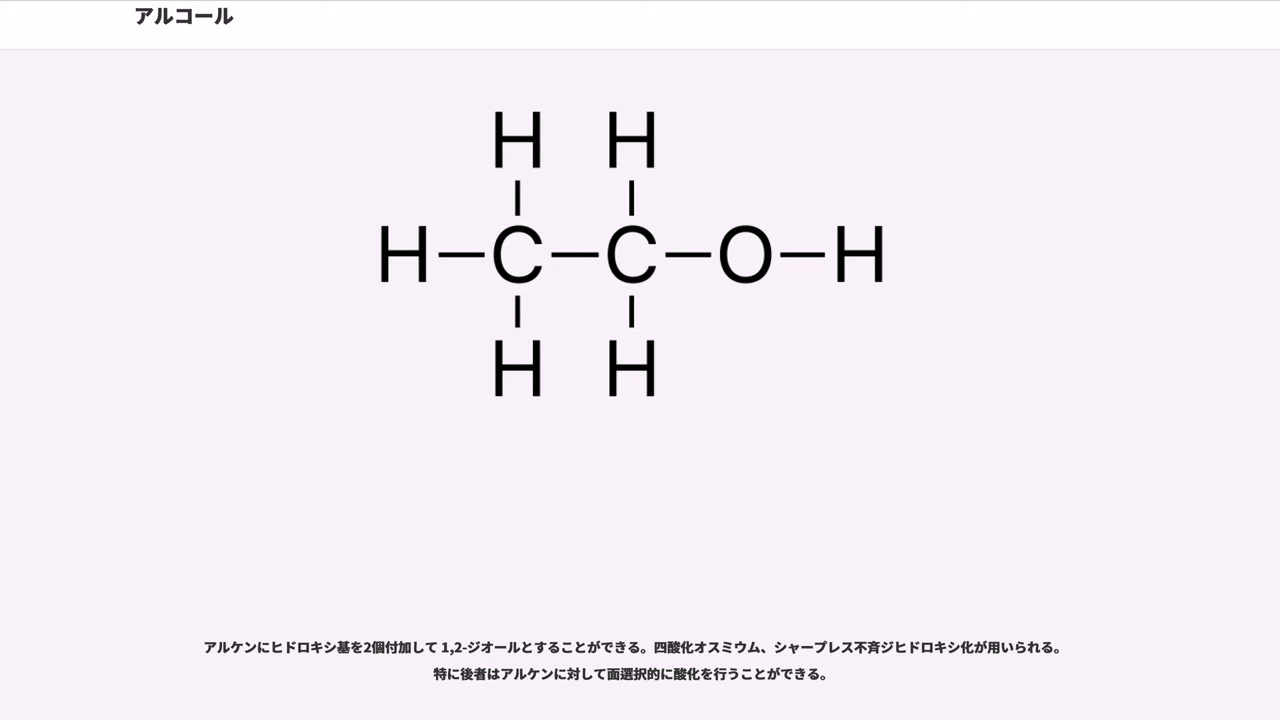 アルコール
H H
H—C—C—O—H
H H
アルケンにヒドロキシ基を2個付加して 1,2-ジオールとすることができる。四酸化オスミウム、シャープレス不斉ジヒドロキシ化が用いられる。
特に後者はアルケンに対して面選択的に酸化を行うことができる。